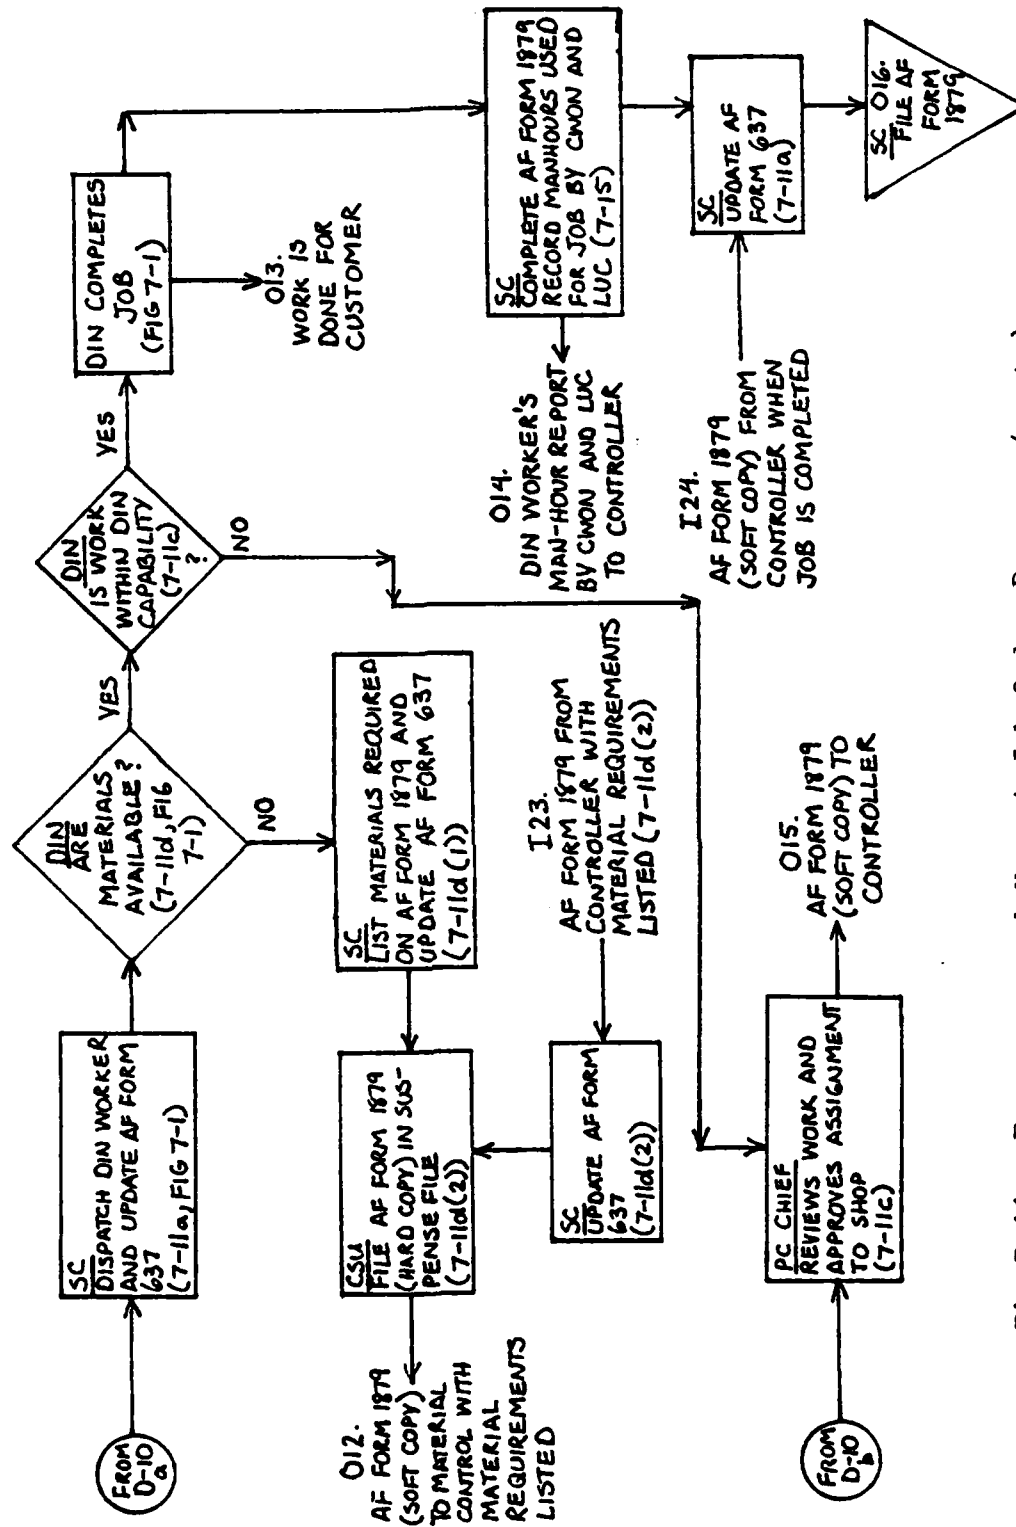 FROM
D-10
a
SC
DISPATCH DIN WORKER
AND UPDATE AF FORM
637
(7-11a, FIG 7-1)
DIN
ARE
MATERIALS
AVAILABLE?
(7-11d, FIG
7-1)
YES
NO
DIN
IS WORK
WITHIN DIN
CAPABILITY
(7-11c)
?
YES
NO
DIN COMPLETES
JOB
(FIG 7-1)
O13.
WORK IS
DONE FOR
CUSTOMER
SC
LIST MATERIALS REQUIRED
ON AF FORM 1879 AND
UPDATE AF FORM 637
(7-11d(1))
CSU
FILE AF FORM 1879
(HARD COPY) IN SUS-
PENSE FILE
(7-11d(2))
O12.
AF FORM 1879
(SOFT COPY)
TO MATERIAL
CONTROL WITH
MATERIAL
REQUIREMENTS
LISTED
I23.
AF FORM 1879 FROM
CONTROLLER WITH
MATERIAL REQUIREMENTS
LISTED (7-11d(2))
SC
UPDATE AF FORM
637
(7-11d(2))
SC
COMPLETE AF FORM 1879
RECORD MANHOURS USED
FOR JOB BY CWON AND
LUC (7-15)
O14.
DIN WORKER'S
MAN-HOUR REPORT
BY CWON AND LUC
TO CONTROLLER
I24.
AF FORM 1879
(SOFT COPY) FROM
CONTROLLER WHEN
JOB IS COMPLETED
SC
UPDATE AF
FORM 637
(7-11a)
SC O16.
FILE AF
FORM
1879
FROM
D-10
b
PC CHIEF
REVIEWS WORK AND
APPROVES ASSIGNMENT
TO SHOP
(7-11c)
O15.
AF FORM 1879
(SOFT COPY) TO
CONTROLLER